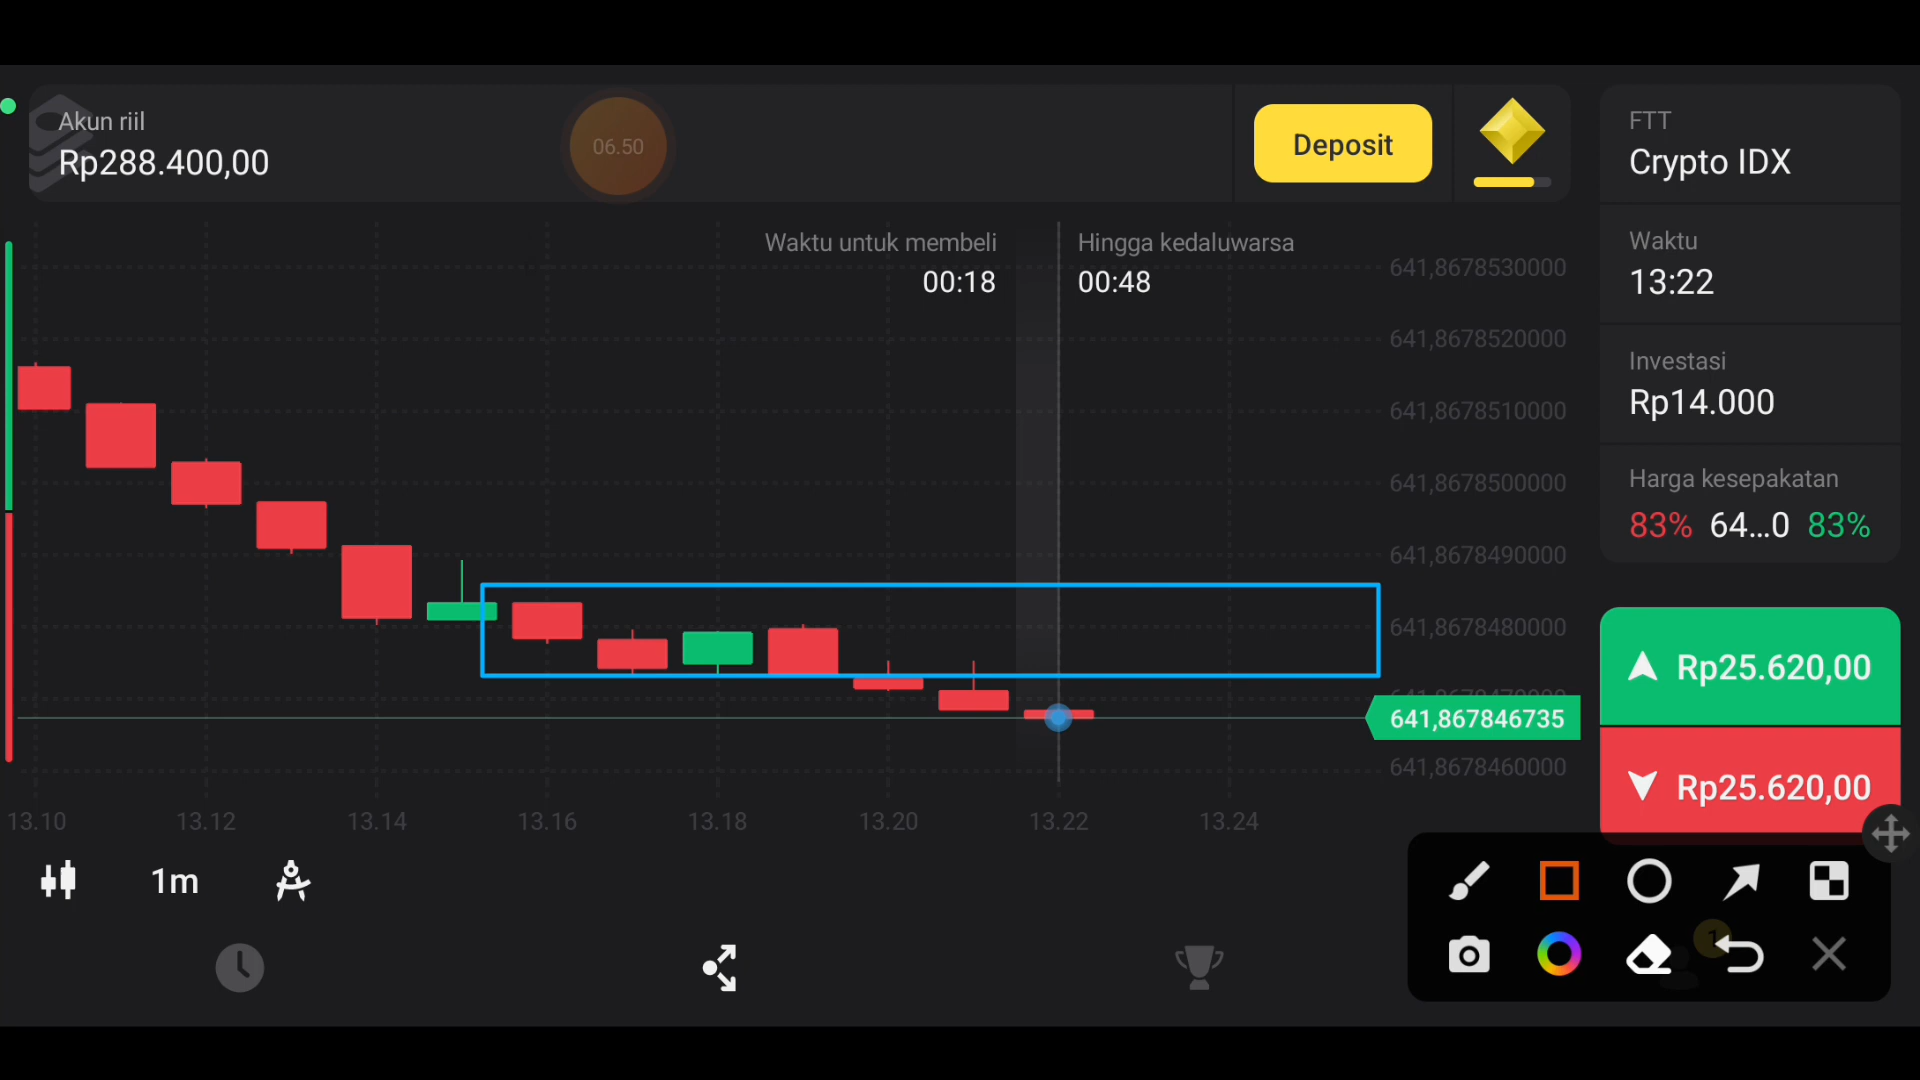 Akun riil
Rp288.400,00
06.50
Deposit
FTT
Crypto IDX
Waktu untuk membeli
00:18
Hingga kedaluwarsa
00:48
Waktu
13:22
Investasi
Rp14.000
Harga kesepakatan
83% 64...0 83%
641,8678530000
641,8678520000
641,8678510000
641,8678500000
641,8678490000
641,8678480000
641,8678470000
641,867846735
641,8678460000
Rp25.620,00
Rp25.620,00
13.10 13.12 13.14 13.16 13.18 13.20 13.22 13.24
1m
1